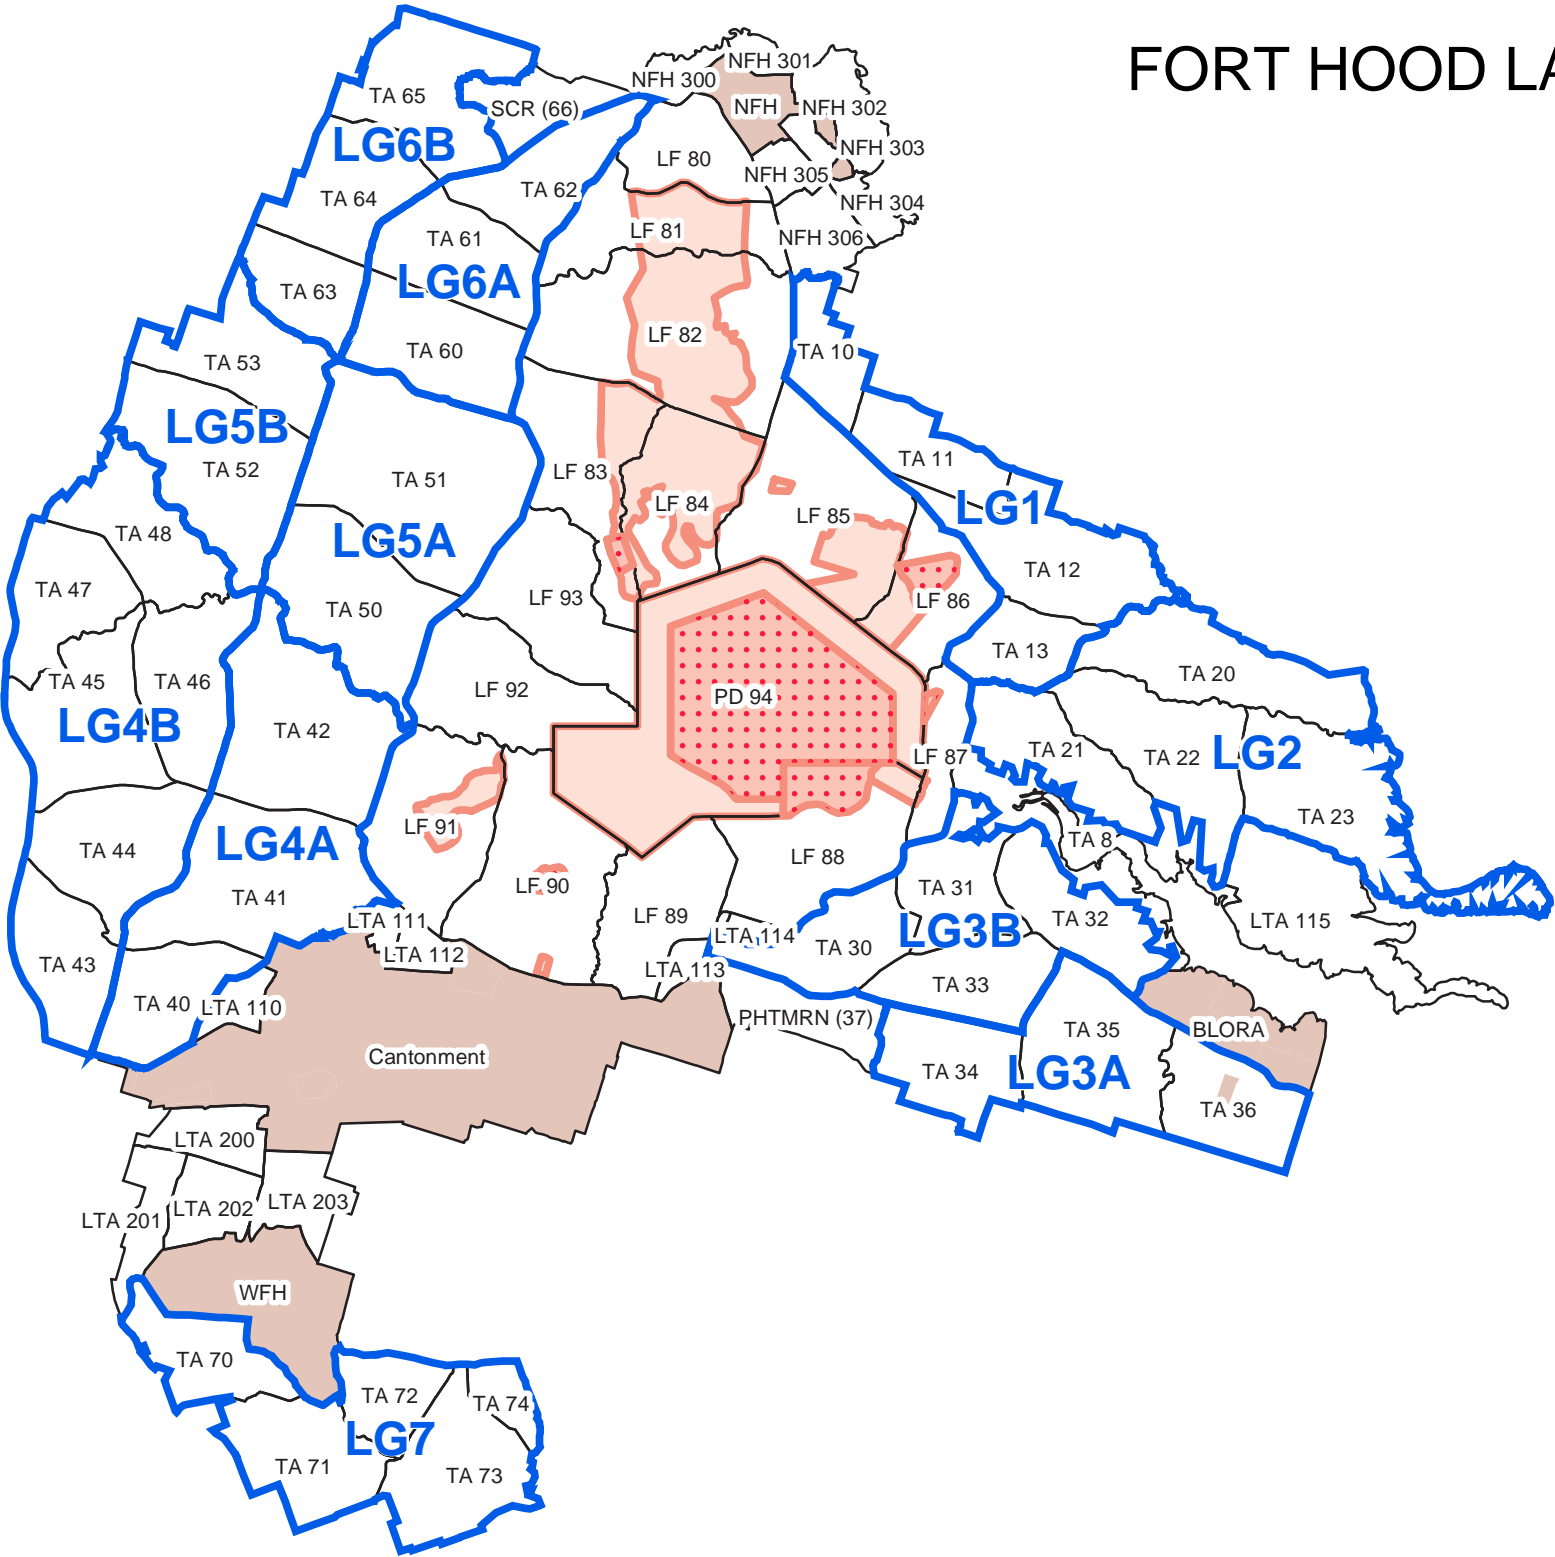 FORT HOOD LA
NFH 301
NFH 300
TA 65
SCR (66)
NFH
NFH 302
LG6B
NFH 303
LF 80
NFH 305
TA 64
TA 62
NFH 304
LF 81
TA 61
NFH 306
LG6A
TA 63
LF 82
TA 60
TA 10
TA 53
LG5B
TA 52
TA 11
LF 83
TA 51
LG1
LF 84
LF 85
TA 48
LG5A
TA 12
TA 47
LF 93
LF 86
TA 50
TA 13
TA 45
TA 46
LF 92
PD 94
TA 20
LG4B
TA 42
LF 87
TA 21
TA 22
LG2
LF 91
TA 23
TA 44
LG4A
TA 8
LF 88
LF 90
TA 31
TA 41
LTA 111
LF 89
LG3B
TA 32
LTA 115
LTA 114
TA 30
LTA 112
TA 43
LTA 113
TA 33
TA 40
LTA 110
PHTMRN (37)
TA 35
BLORA
Cantonment
TA 34
LG3A
TA 36
LTA 200
LTA 201
LTA 202
LTA 203
WFH
TA 70
TA 72
TA 74
LG7
TA 71
TA 73